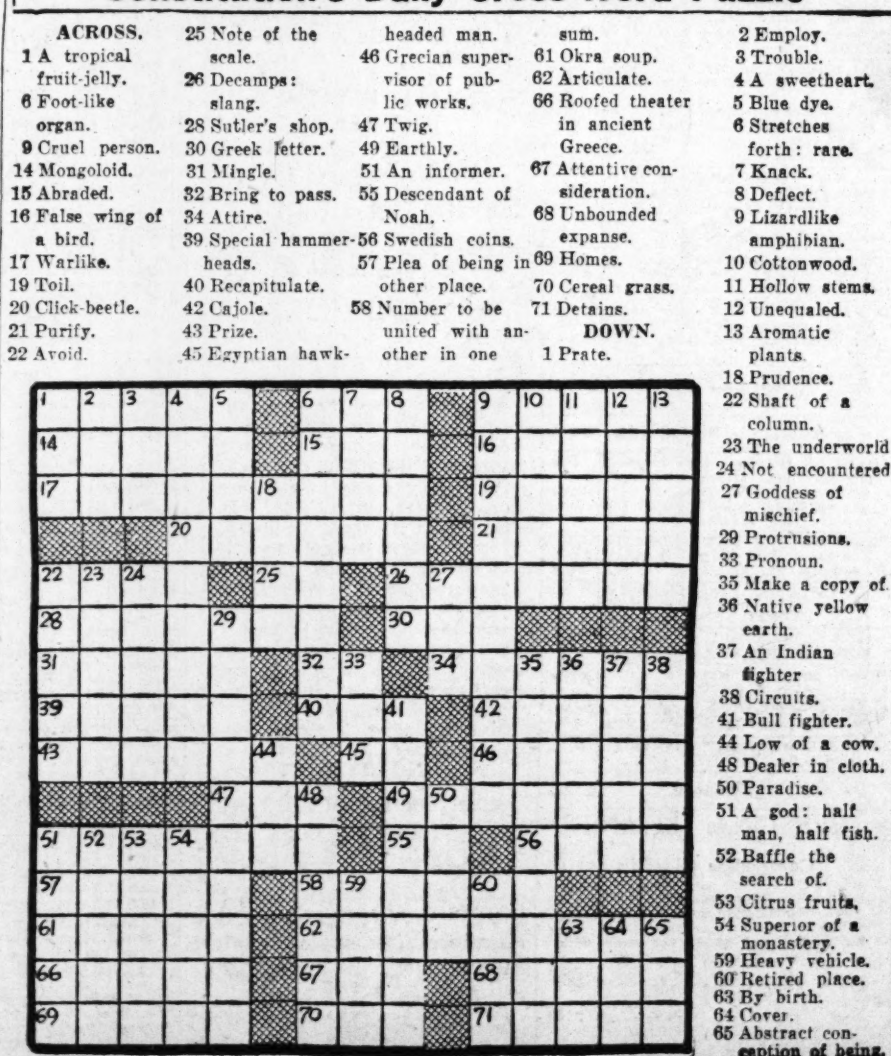 Constitution's Daily Cross-Word Puzzle
ACROSS.
1 A tropical
fruit-jelly.
6 Foot-like
organ.
9 Cruel person.
14 Mongoloid.
15 Abraded.
16 False wing of
a bird.
17 Warlike.
19 Toil.
20 Click-beetle.
21 Purify.
22 Avoid.
25 Note of the
scale.
26 Decamps:
slang.
28 Sutler's shop.
30 Greek letter.
31 Mingle.
32 Bring to pass.
34 Attire.
39 Special hammer-
heads.
40 Recapitulate.
42 Cajole.
43 Prize.
45 Egyptian hawk-
headed man.
46 Grecian super-
visor of pub-
lic works.
47 Twig.
49 Earthly.
51 An informer.
55 Descendant of
Noah.
56 Swedish coins.
57 Plea of being in
other place.
58 Number to be
united with an-
other in one
sum.
61 Okra soup.
62 Articulate.
66 Roofed theater
in ancient
Greece.
67 Attentive con-
sideration.
68 Unbounded
expanse.
69 Homes.
70 Cereal grass.
71 Detains.
DOWN.
1 Prate.
2 Employ.
3 Trouble.
4 A sweetheart.
5 Blue dye.
6 Stretches
forth: rare.
7 Knack.
8 Deflect.
9 Lizardlike
amphibian.
10 Cottonwood.
11 Hollow stems.
12 Unequaled.
13 Aromatic
plants.
18 Prudence.
22 Shaft of a
column.
23 The underworld
24 Not encountered
27 Goddess of
mischief.
29 Protrusions.
33 Pronoun.
35 Make a copy of.
36 Native yellow
earth.
37 An Indian
fighter
38 Circuits.
41 Bull fighter.
44 Low of a cow.
48 Dealer in cloth.
50 Paradise.
51 A god: half
man, half fish.
52 Baffle the
search of.
53 Citrus fruits.
54 Superior of a
monastery.
59 Heavy vehicle.
60 Retired place.
63 By birth.
64 Cover.
65 Abstract con-
ception of being.
1 2 3 4 5 6 7 8 9 10 11 12 13
14 15 16
17 18 19
20 21
22 23 24 25 26 27
28 29 30
31 32 33 34 35 36 37 38
39 40 41 42
43 44 45 46
47 48 49 50
51 52 53 54 55 56
57 58 59 60
61 62 63 64 65
66 67 68
69 70 71